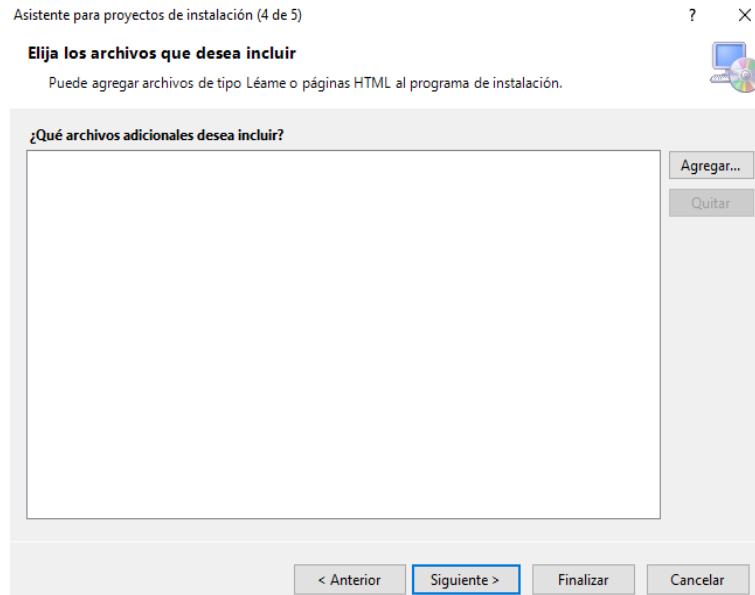 Asistente para proyectos de instalación (4 de 5)
?
Elija los archivos que desea incluir
Puede agregar archivos de tipo Léame o páginas HTML al programa de instalación.
¿Qué archivos adicionales desea incluir?
Agregar...
Quitar
< Anterior
Siguiente >
Finalizar
Cancelar